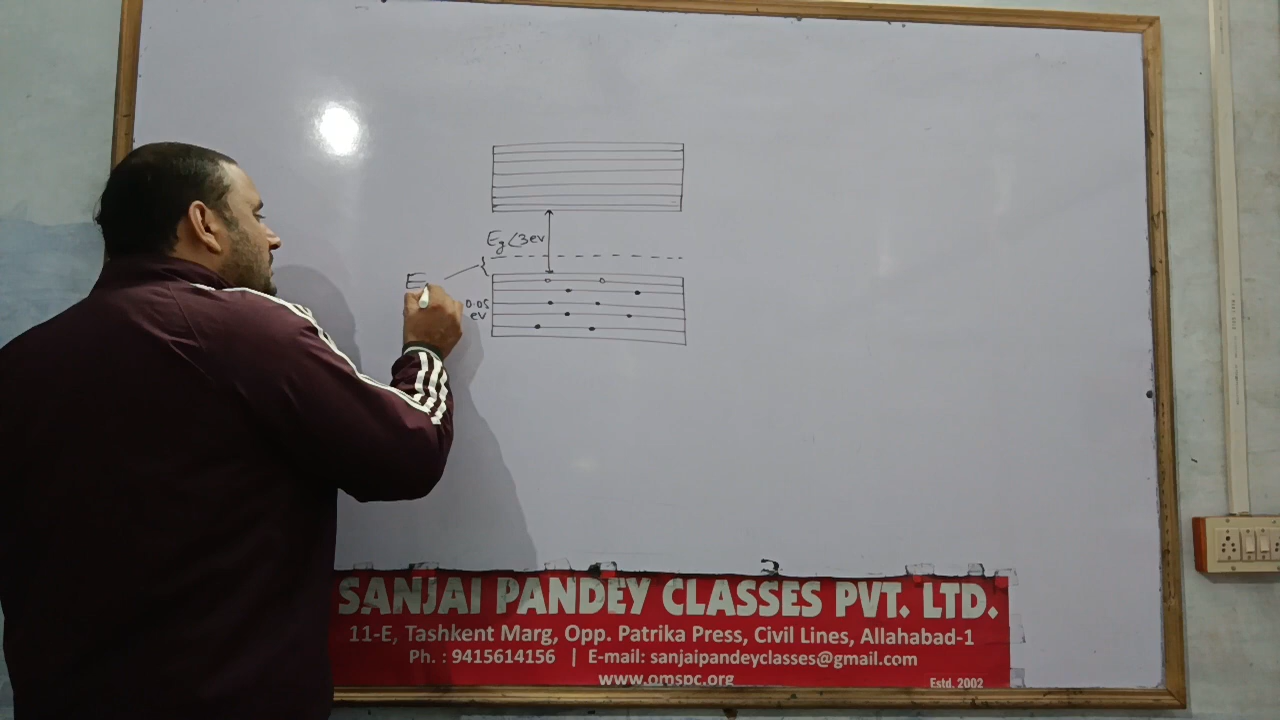 Eg<3ev
E
0.05
ev
SANJAI PANDEY CLASSES PVT. LTD.
11-E, Tashkent Marg, Opp. Patrika Press, Civil Lines, Allahabad-1
Ph. : 9415614156 | E-mail: sanjaipandeyclasses@gmail.com
www.omspc.org
Estd. 2002